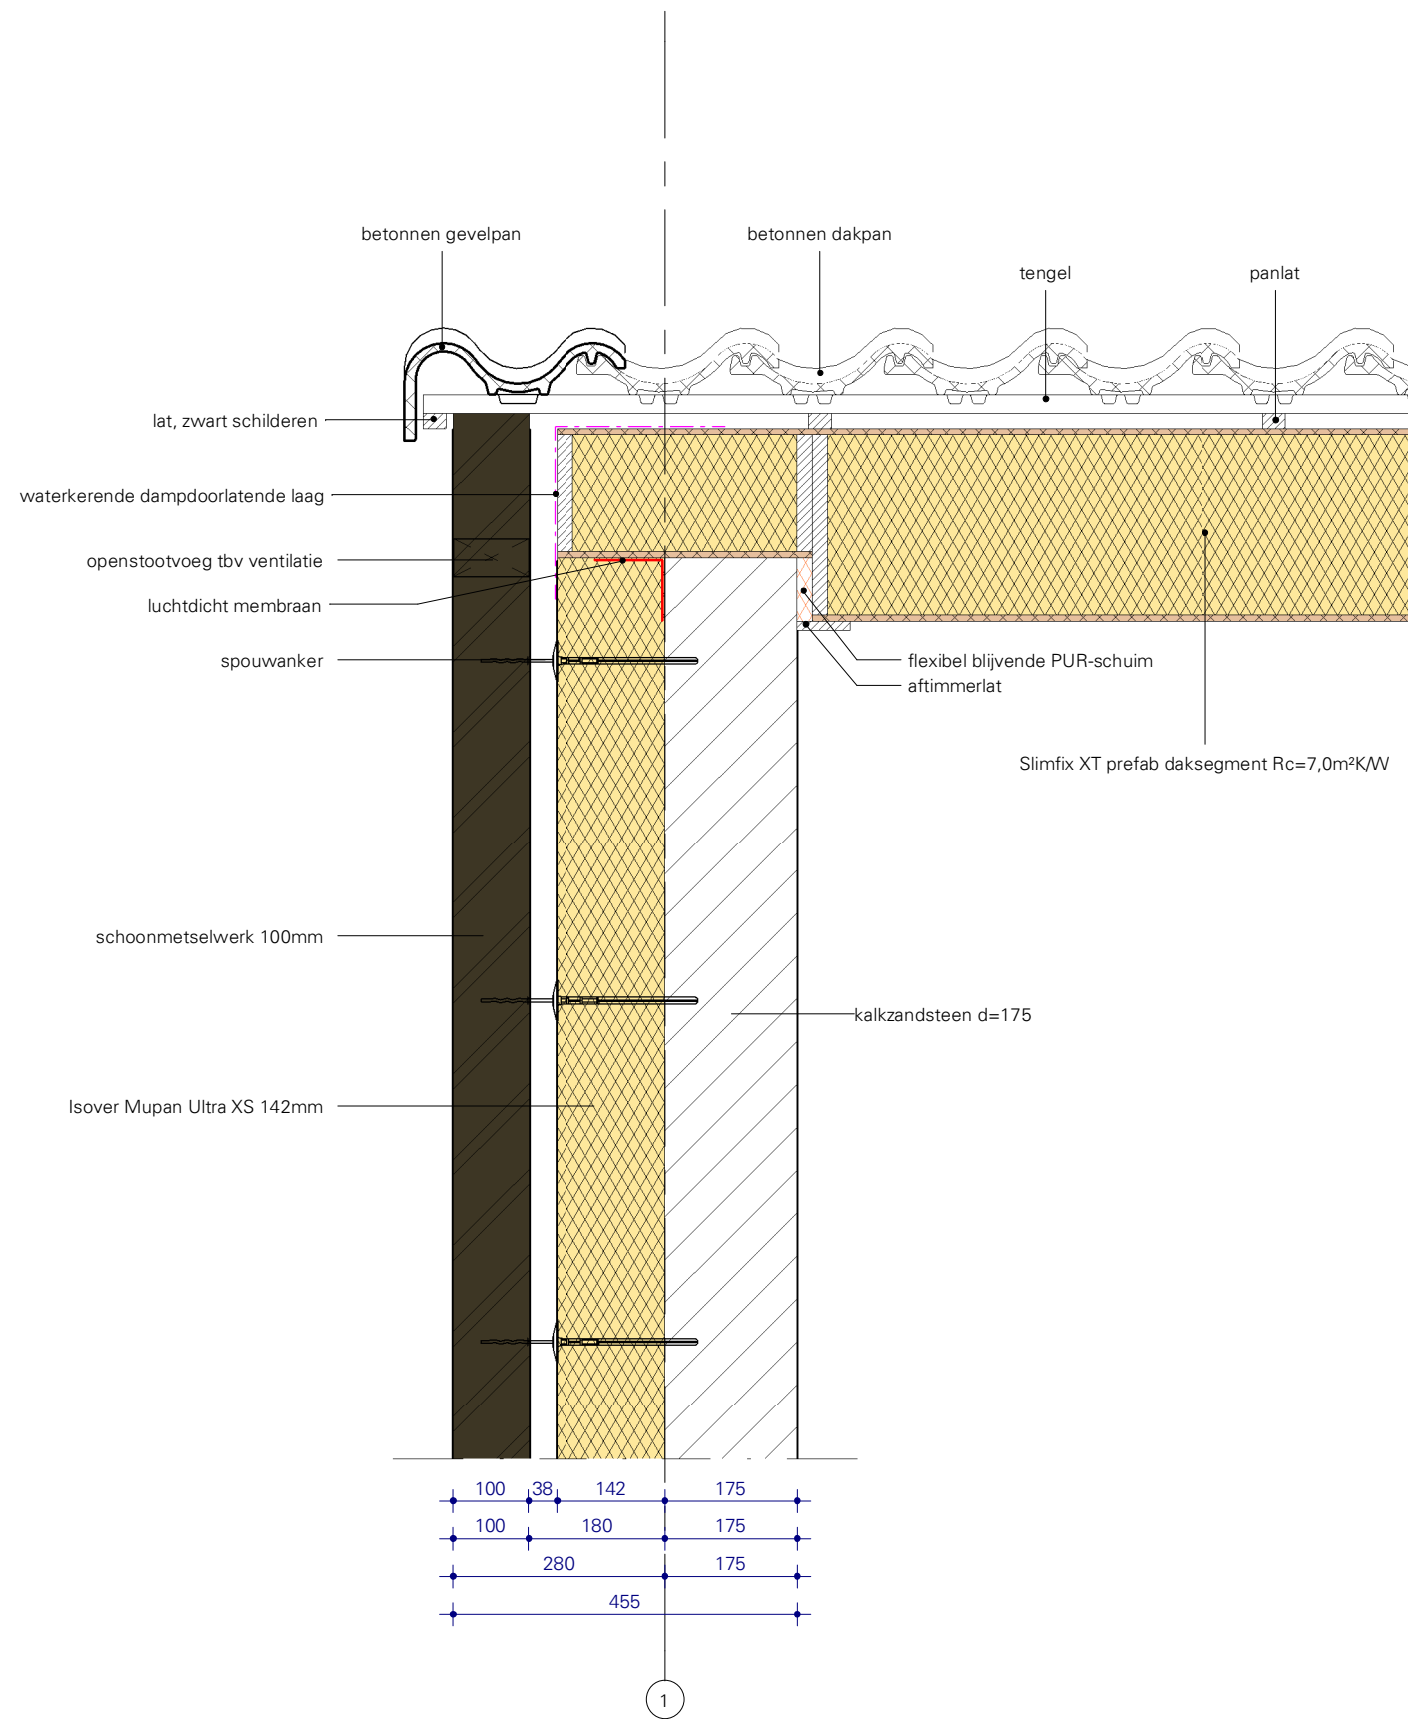 betonnen gevelpan
betonnen dakpan
tengel
panlat
lat, zwart schilderen
waterkerende dampdoorlatende laag
openstootvoeg tbv ventilatie
luchtdicht membraan
spouwanker
flexibel blijvende PUR-schuim
aftimmerlat
Slimfix XT prefab daksegment Rc=7,0m²K/W
schoonmetselwerk 100mm
kalkzandsteen d=175
Isover Mupan Ultra XS 142mm
100 38 142 175
100 180 175
280 175
455
1